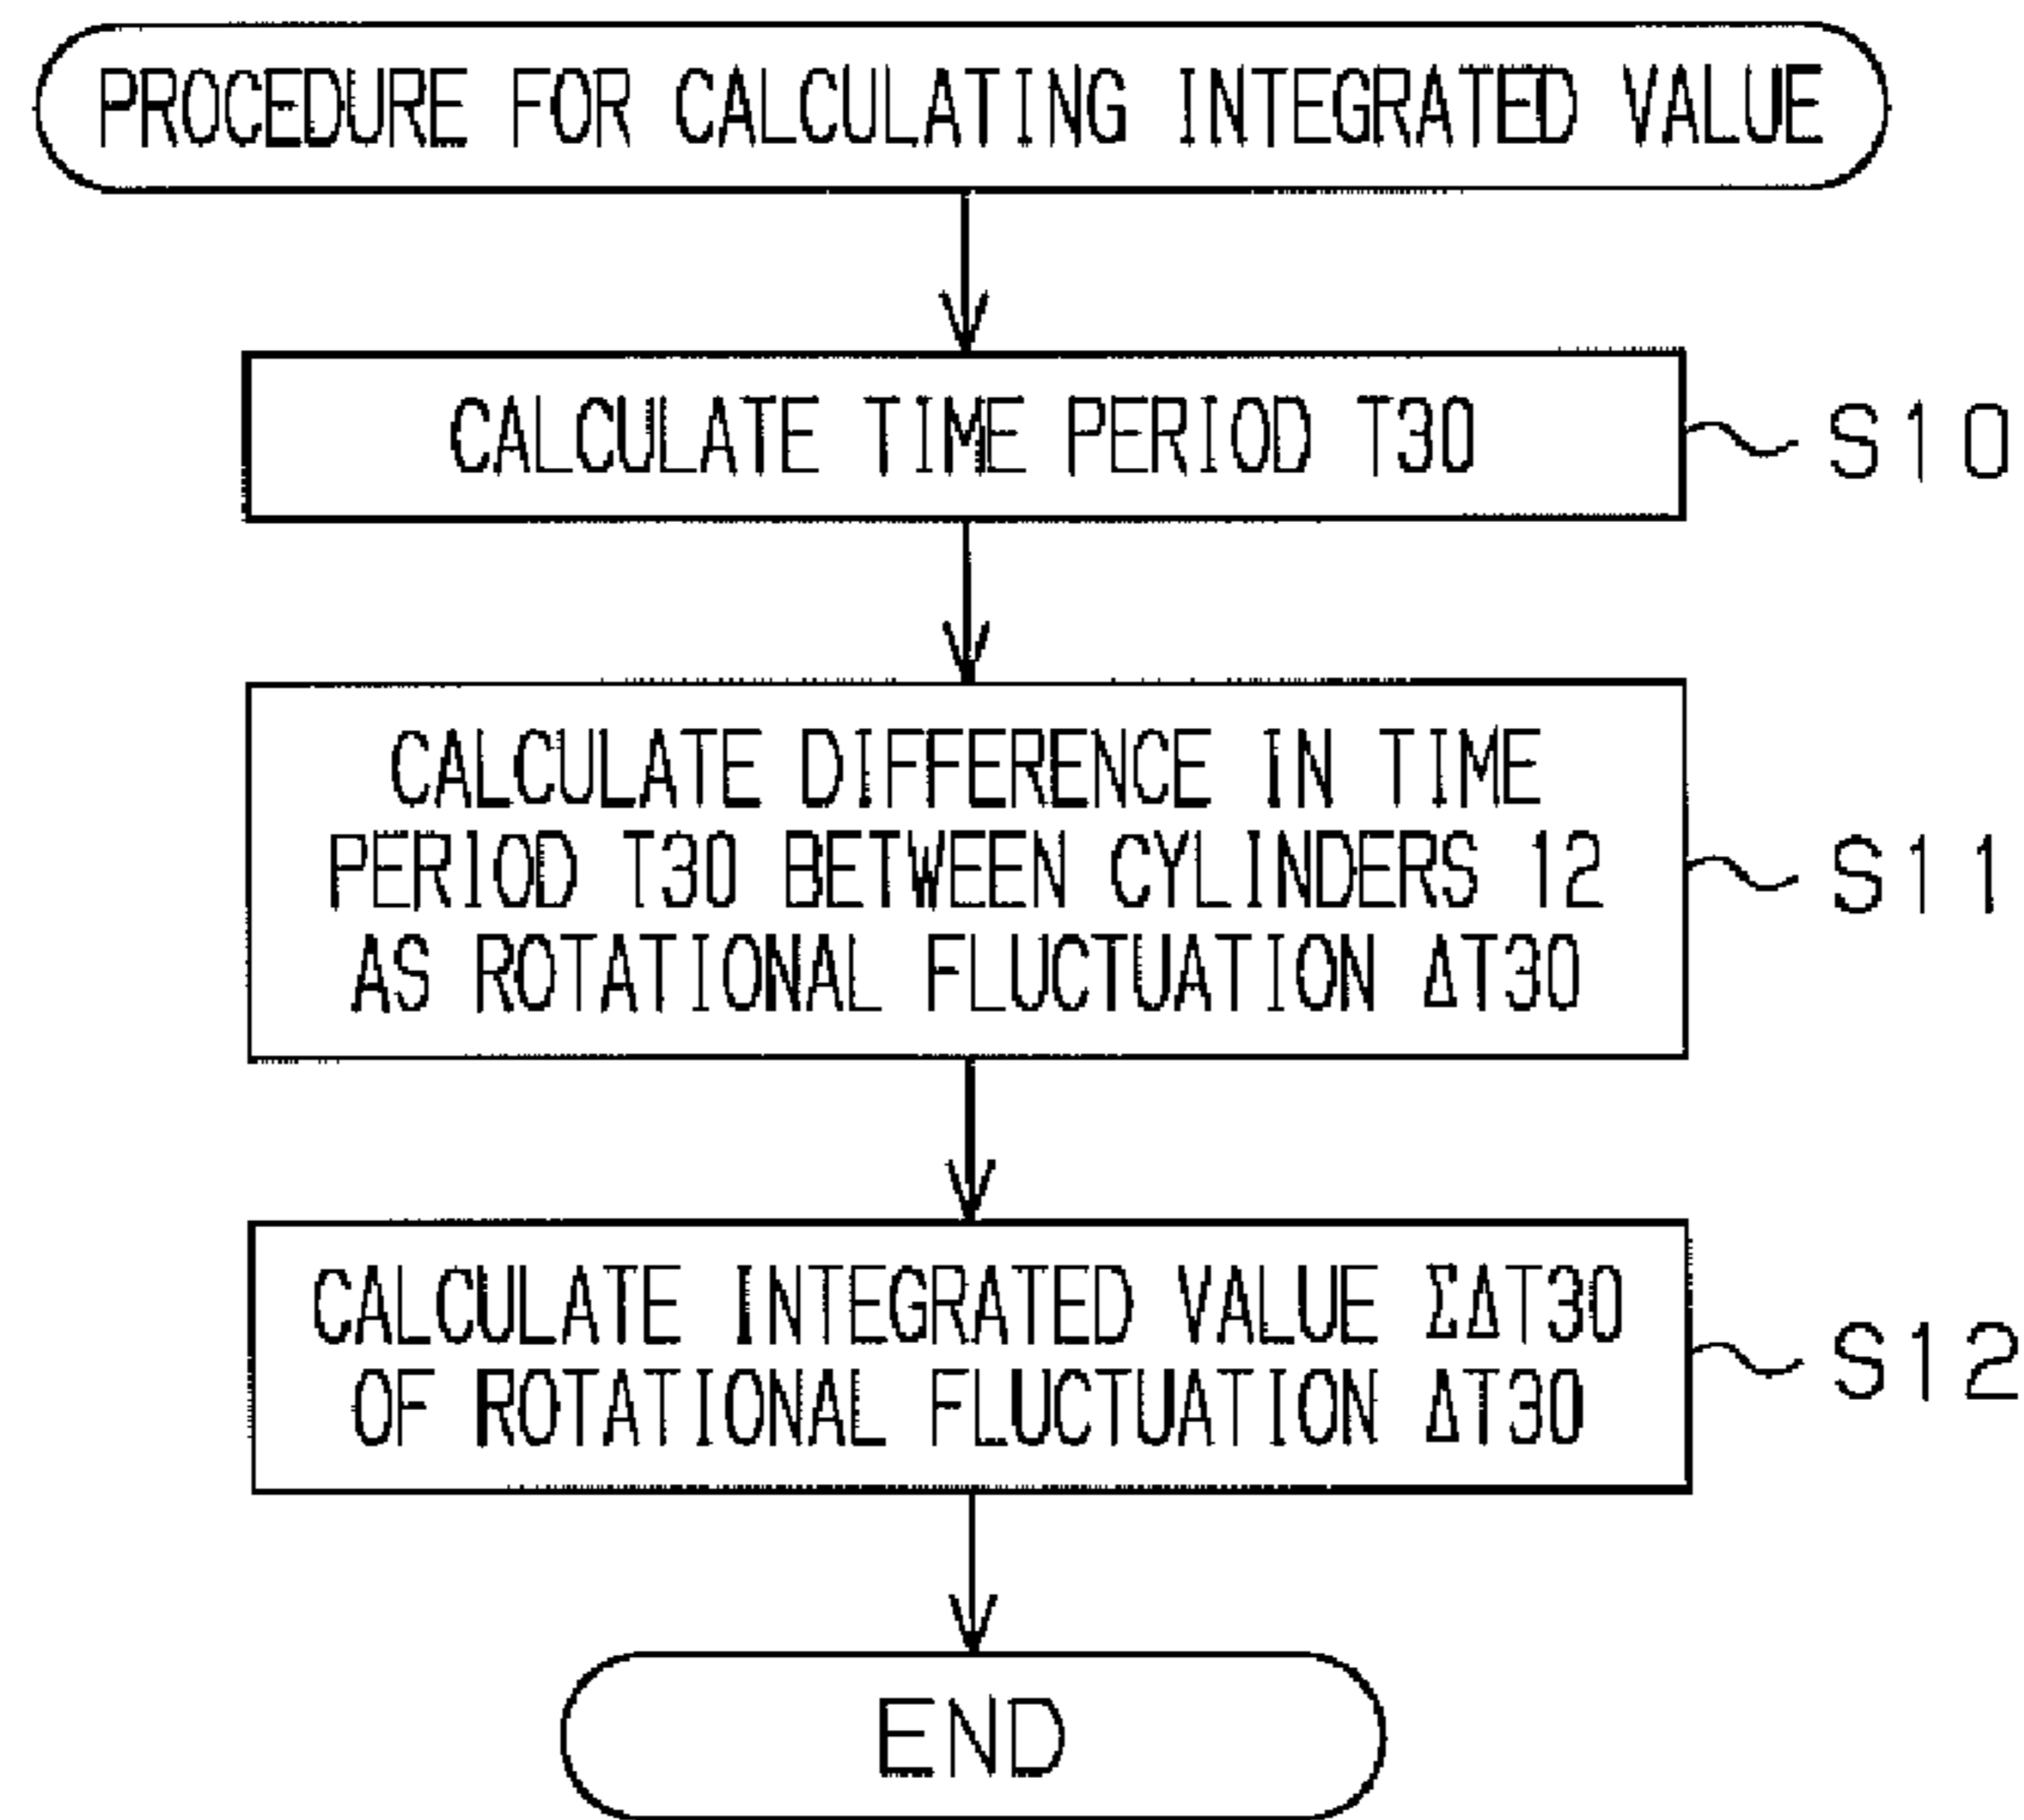 PROCEDURE FOR CALCULATING INTEGRATED VALUE
CALCULATE TIME PERIOD T30
S10
CALCULATE DIFFERENCE IN TIME
PERIOD T30 BETWEEN CYLINDERS 12
AS ROTATIONAL FLUCTUATION ΔT30
S11
CALCULATE INTEGRATED VALUE ΣΔT30
OF ROTATIONAL FLUCTUATION ΔT30
S12
END